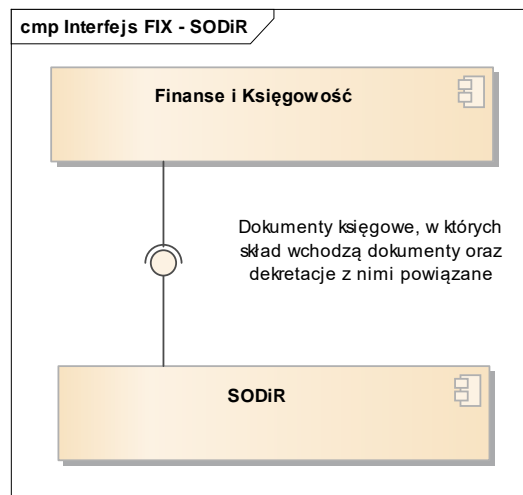 cmp Interfejs FIX - SODiR
Finanse i Księgowość
Dokumenty księgowe, w których
skład wchodzą dokumenty oraz
dekretacje z nimi powiązane
SODiR